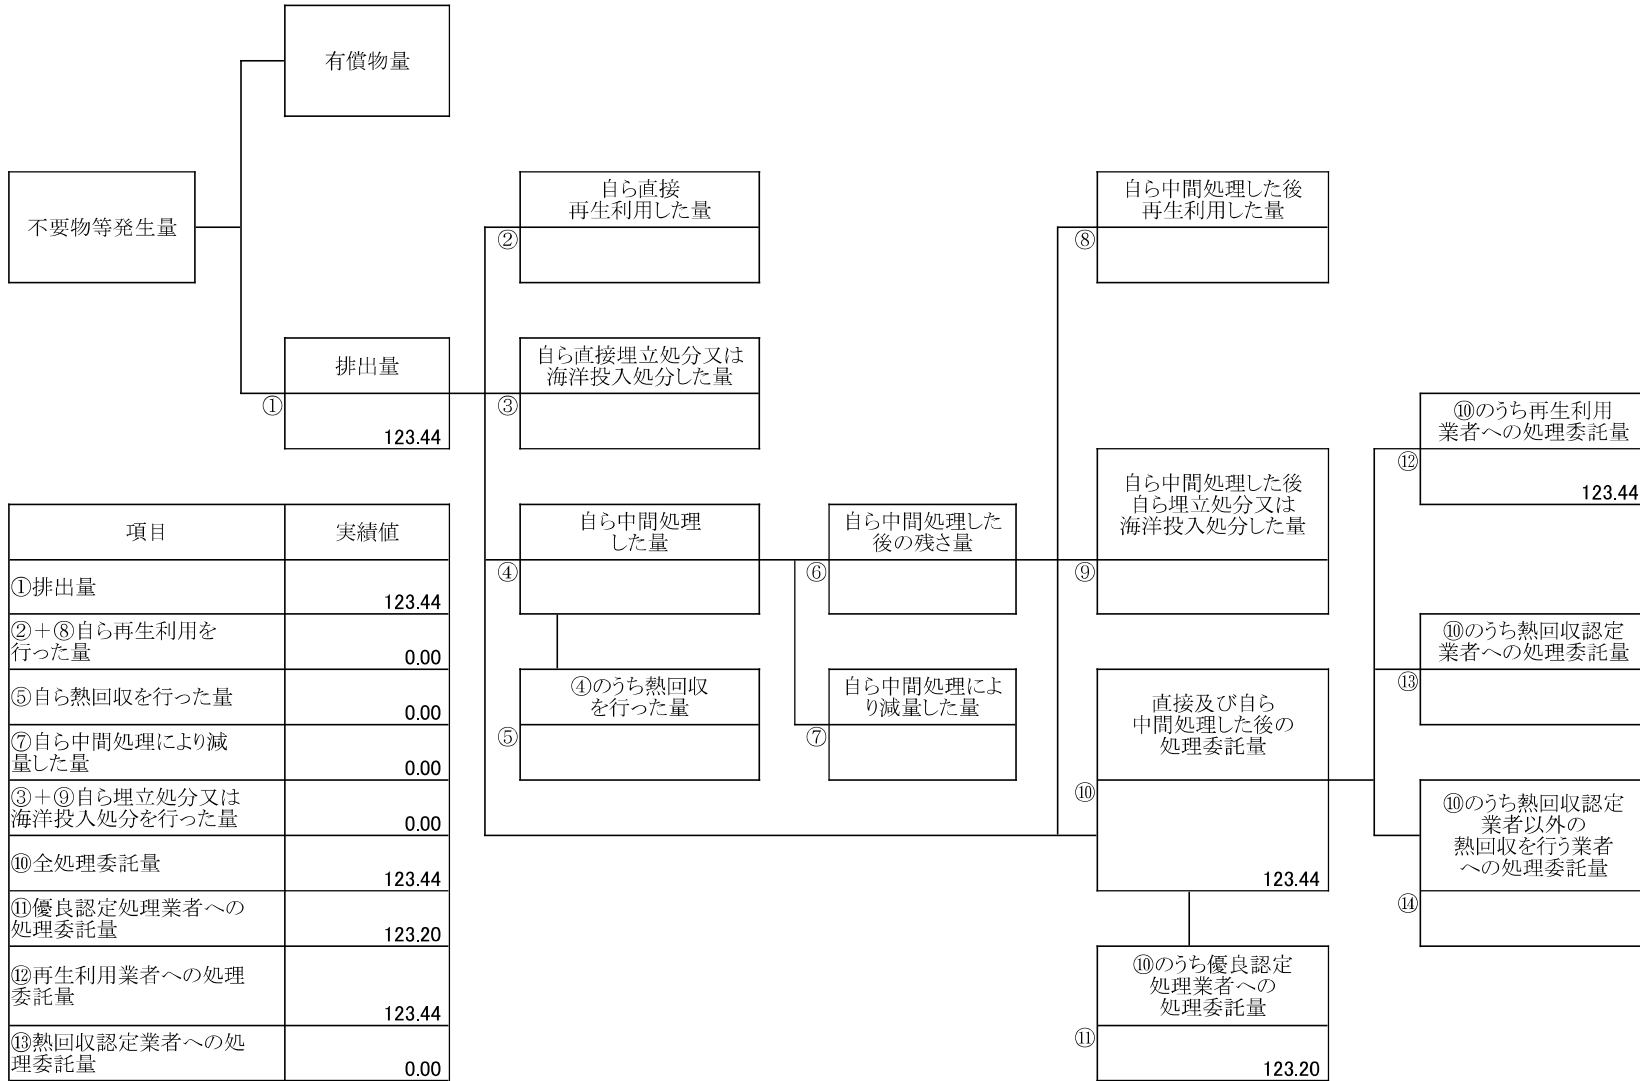 有償物量
不要物等発生量
自ら直接
再生利用した量
②
自ら中間処理した後
再生利用した量
⑧
排出量
①
123.44
自ら直接埋立処分又は
海洋投入処分した量
③
⑩のうち再生利用
業者への処理委託量
⑫
123.44
自ら中間処理
した量
④
自ら中間処理した
後の残さ量
⑥
自ら中間処理した後
自ら埋立処分又は
海洋投入処分した量
⑨
⑩のうち熱回収認定
業者への処理委託量
⑬
④のうち熱回収
を行った量
⑤
自ら中間処理によ
り減量した量
⑦
直接及び自ら
中間処理した後の
処理委託量
⑩
123.44
⑩のうち熱回収認定
業者以外の
熱回収を行う業者
への処理委託量
⑭
⑩のうち優良認定
処理業者への
処理委託量
⑪
123.20
項目 実績値
①排出量
123.44
②+⑧自ら再生利用を
行った量
0.00
⑤自ら熱回収を行った量
0.00
⑦自ら中間処理により減
量した量
0.00
③+⑨自ら埋立処分又は
海洋投入処分を行った量
0.00
⑩全処理委託量
123.44
⑪優良認定処理業者への
処理委託量
123.20
⑫再生利用業者への処理
委託量
123.44
⑬熱回収認定業者への処
理委託量
0.00